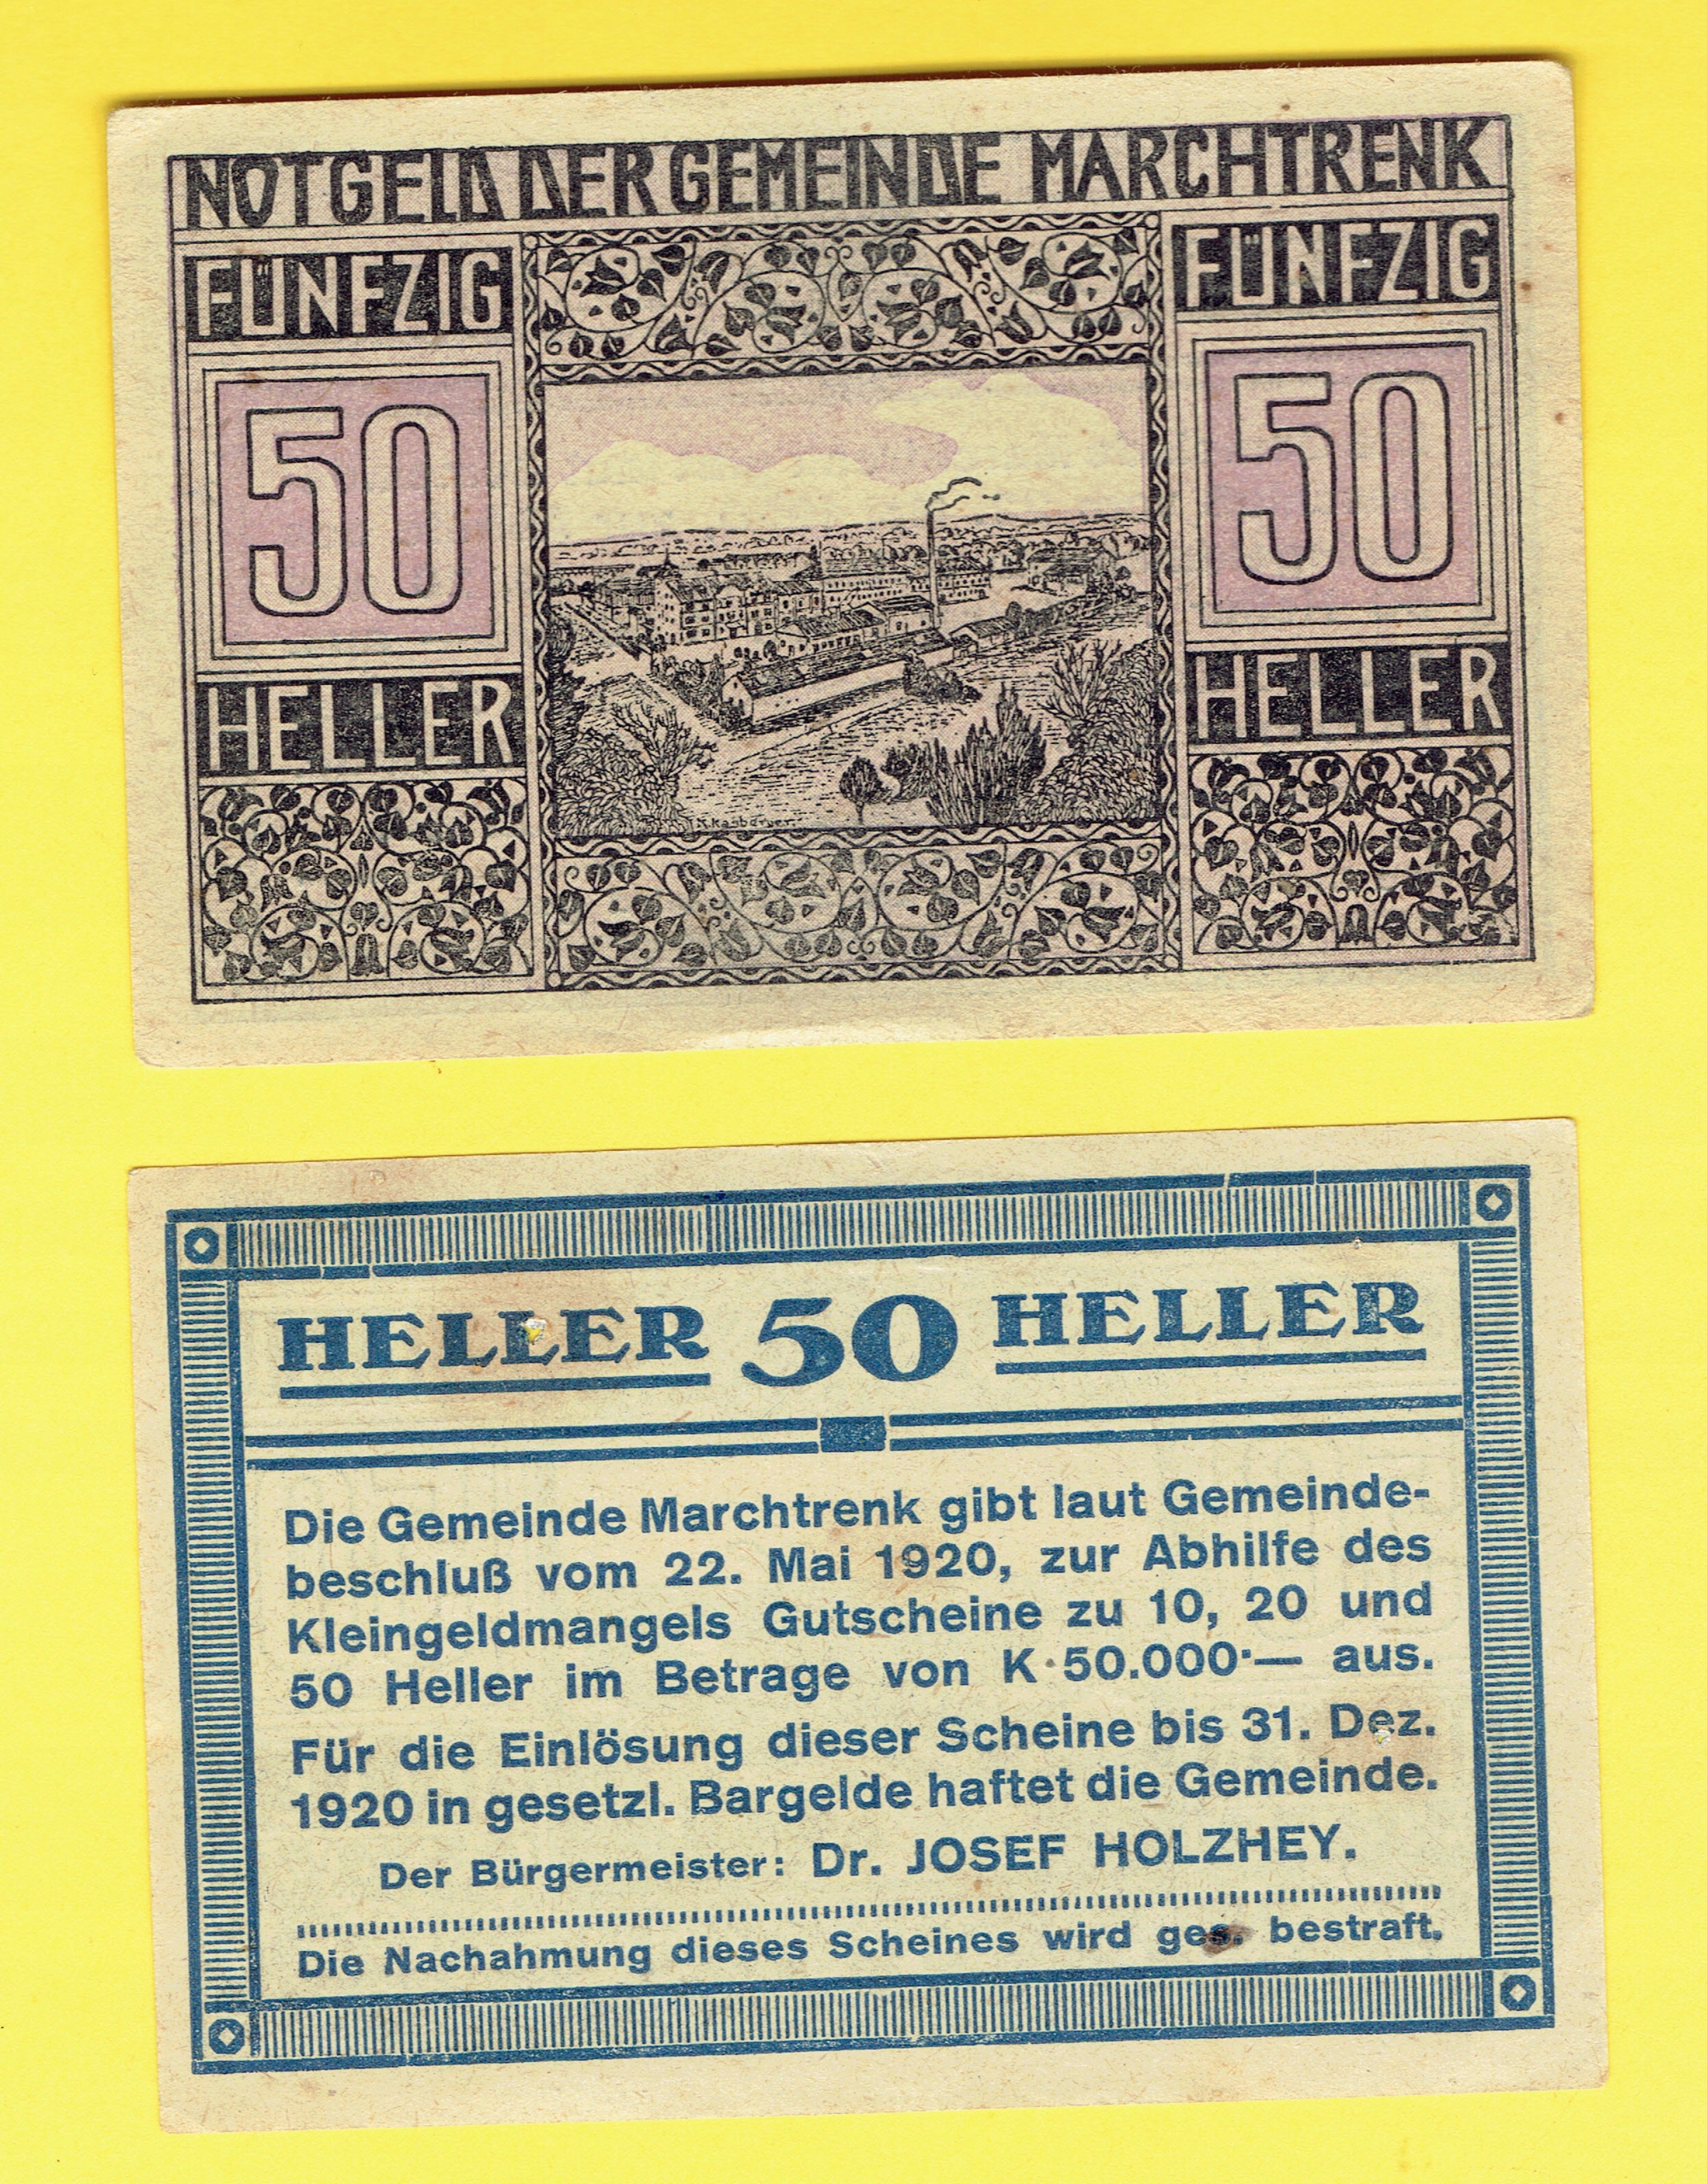 NOTGELD DER GEMEINDE MARCHTRENK
FÜNFZIG
FÜNFZIG
50
50
HELLER
HELLER
HELLER 50 HELLER
Die Gemeinde Marchtrenk gibt laut Gemeinde-
beschluß vom 22. Mai 1920, zur Abhilfe des
Kleingeldmangels Gutscheine zu 10, 20 und
50 Heller im Betrage von K 50.000·— aus.
Für die Einlösung dieser Scheine bis 31. Dez.
1920 in gesetzl. Bargelde haftet die Gemeinde.
Der Bürgermeister: Dr. JOSEF HOLZHEY.
Die Nachahmung dieses Scheines wird ges. bestraft.